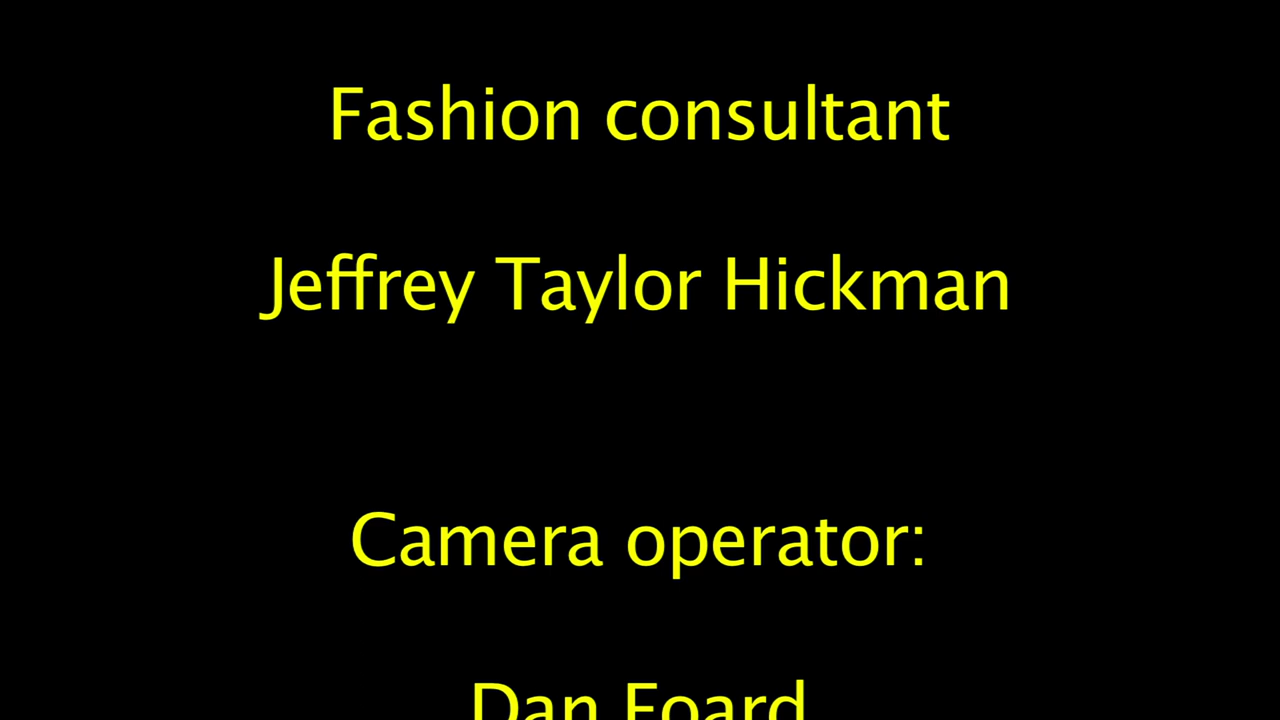 Fashion consultant
Jeffrey Taylor Hickman
Camera operator:
Dan Foard